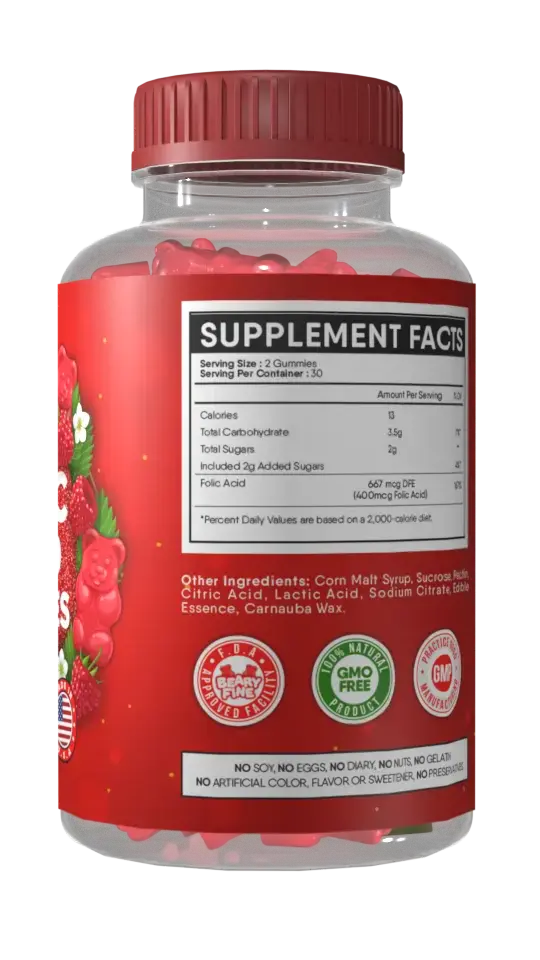 SUPPLEMENT FACTS
Serving Size : 2 Gummies
Serving Per Container : 30
Amount Per Serving
Calories 13
Total Carbohydrate 3.5g
Total Sugars 2g
Included 2g Added Sugars
Folic Acid 667 mcg DFE
(400mcg Folic Acid)
*Percent Daily Values are based on a 2,000-calorie diet.
Other Ingredients: Corn Malt Syrup, Sucrose, Pectin,
Citric Acid, Lactic Acid, Sodium Citrate, Edible
Essence, Carnauba Wax.
F.D.A
BEARY
FINE
APPROVED FACILITY
100% NATURAL
GMO
FREE
PRODUCT
PRACTICE GOOD
GMP
MANUFACTURING
NO SOY, NO EGGS, NO DIARY, NO NUTS, NO GELATIN
NO ARTIFICIAL COLOR, FLAVOR OR SWEETENER, NO PRESERVATIVES